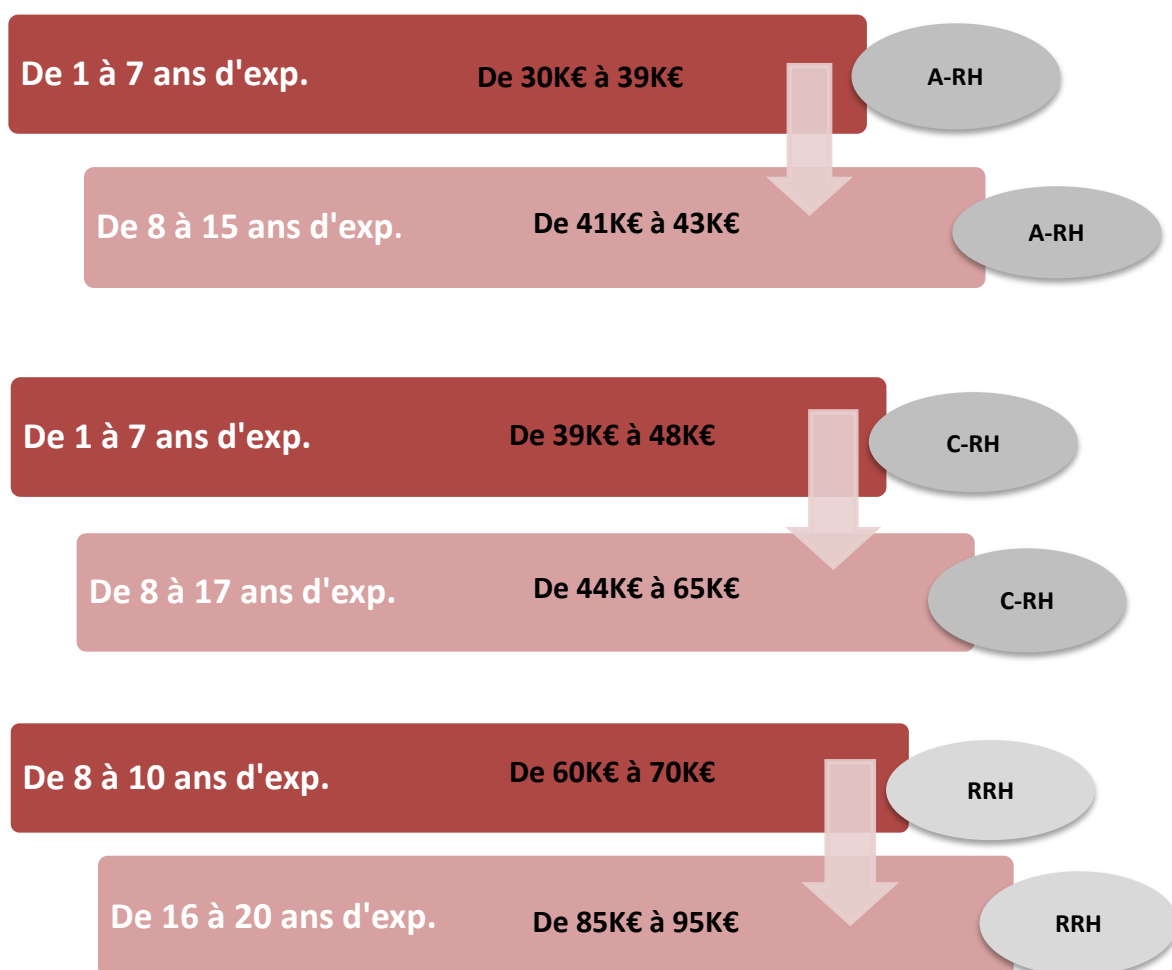 De 1 à 7 ans d'exp. De 30K€ à 39K€ A-RH
De 8 à 15 ans d'exp. De 41K€ à 43K€ A-RH
De 1 à 7 ans d'exp. De 39K€ à 48K€ C-RH
De 8 à 17 ans d'exp. De 44K€ à 65K€ C-RH
De 8 à 10 ans d'exp. De 60K€ à 70K€ RRH
De 16 à 20 ans d'exp. De 85K€ à 95K€ RRH